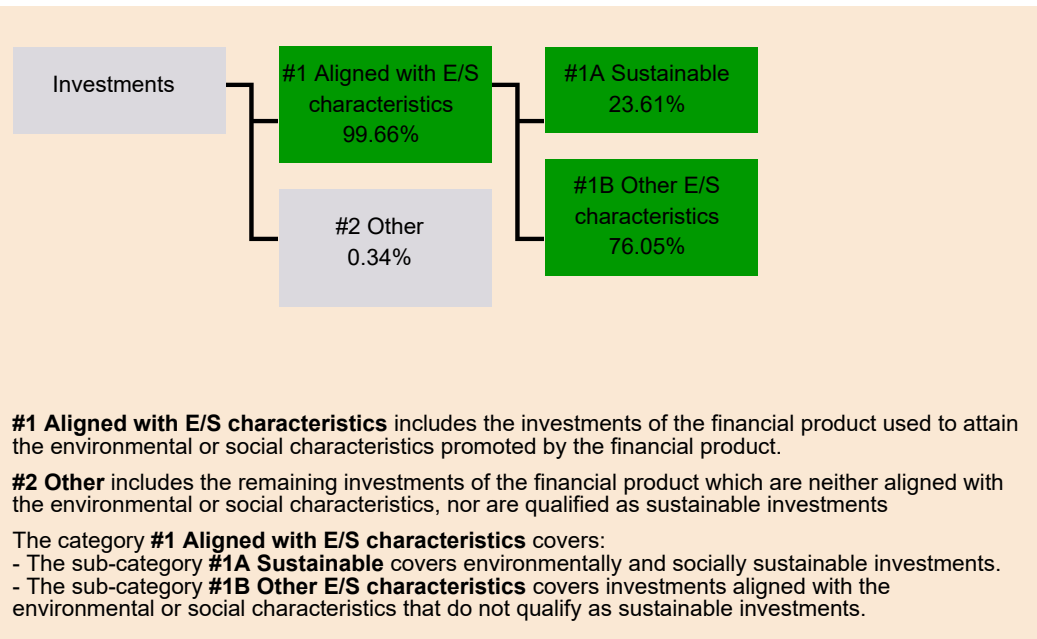 Investments
#1 Aligned with E/S
characteristics
99.66%
#1A Sustainable
23.61%
#1B Other E/S
characteristics
76.05%
#2 Other
0.34%
#1 Aligned with E/S characteristics includes the investments of the financial product used to attain
the environmental or social characteristics promoted by the financial product.
#2 Other includes the remaining investments of the financial product which are neither aligned with
the environmental or social characteristics, nor are qualified as sustainable investments
The category #1 Aligned with E/S characteristics covers:
- The sub-category #1A Sustainable covers environmentally and socially sustainable investments.
- The sub-category #1B Other E/S characteristics covers investments aligned with the
environmental or social characteristics that do not qualify as sustainable investments.